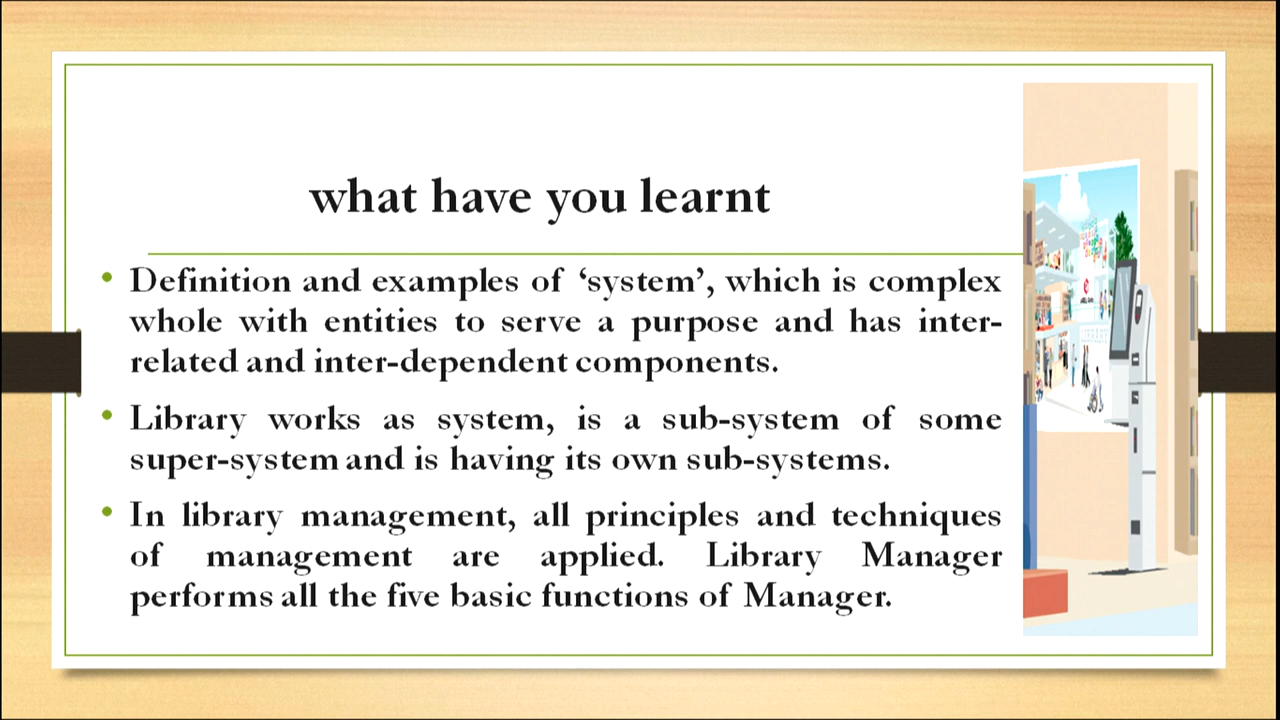 what have you learnt
• Definition and examples of ‘system’, which is complex
whole with entities to serve a purpose and has inter-
related and inter-dependent components.
• Library works as system, is a sub-system of some
super-system and is having its own sub-systems.
• In library management, all principles and techniques
of management are applied. Library Manager
performs all the five basic functions of Manager.